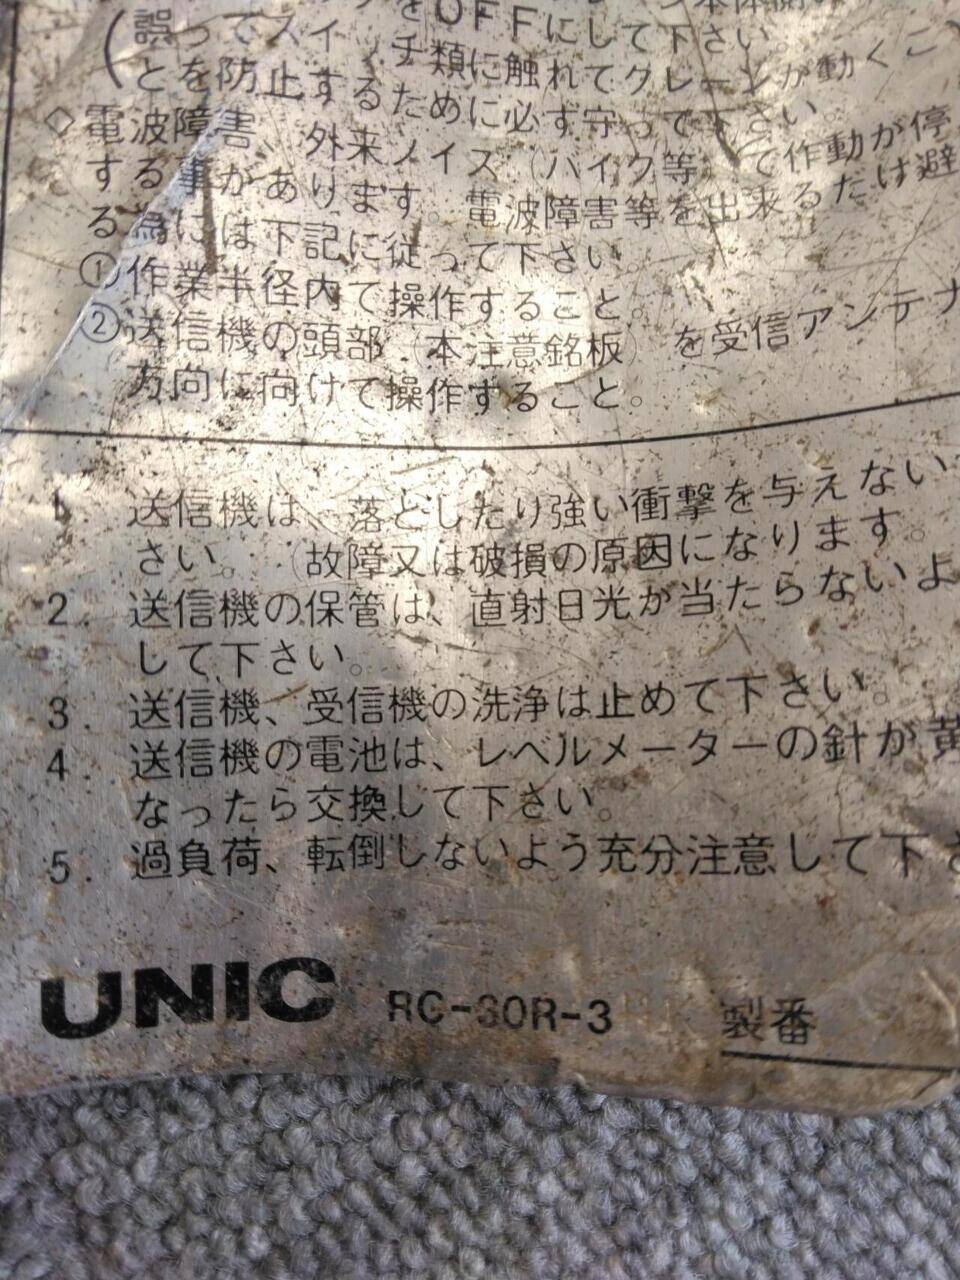 をOFFにして下さい。
(誤ってスイッチ類に触れてクレーンが動くこ
とを防止するために必ず守って下さい。
◇電波障害、外来ノイズ(バイク等)で作動が停
する事があります。電波障害等を出来るだけ避
る為には下記に従って下さい
①作業半径内て操作すること。
②送信機の頭部(本注意銘板)を受信アンテナ
方向に向けて操作すること。
1. 送信機は、落としたり強い衝撃を与えない
さい。(故障又は破損の原因になります。
2. 送信機の保管は、直射日光が当たらないよ
して下さい。
3. 送信機、受信機の洗浄は止めて下さい。
4. 送信機の電池は、レベルメーターの針が黄
なったら交換して下さい。
5. 過負荷、転倒しないよう充分注意して下さ
UNIC RC-30R-3 製番